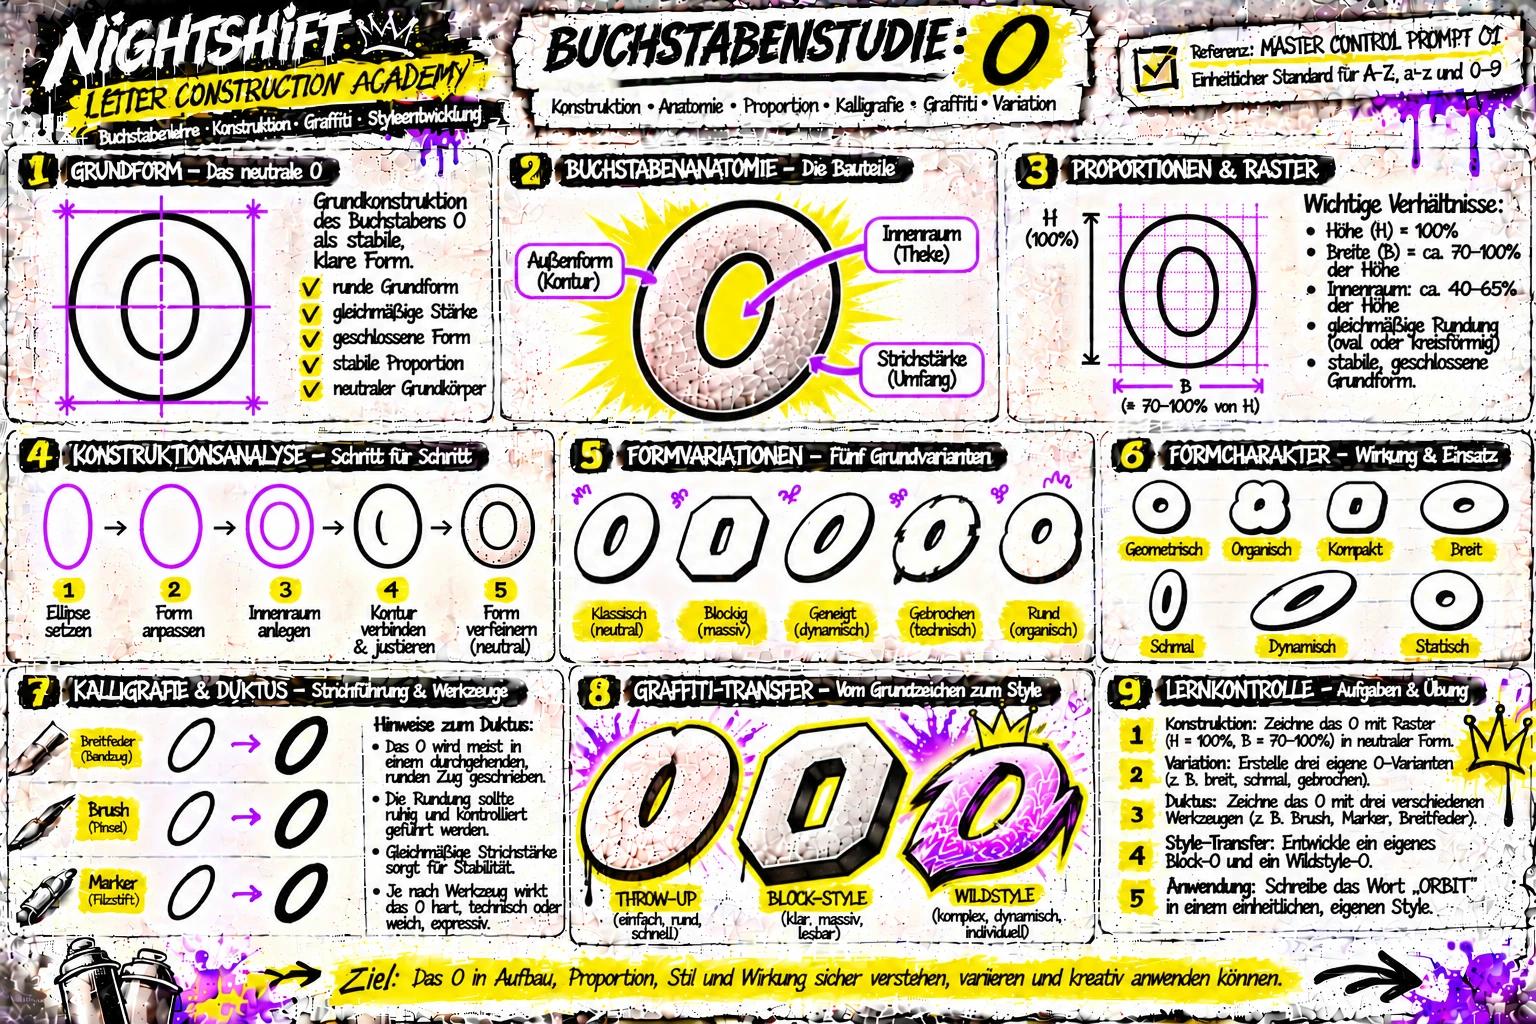 NIGHTSHIFT
LETTER CONSTRUCTION ACADEMY
Buchstabenlehre • Konstruktion • Graffiti • Styleentwicklung
BUCHSTABENSTUDIE: O
Konstruktion • Anatomie • Proportion • Kalligrafie • Graffiti • Variation
Referenz: MASTER CONTROL PROMPT 01
Einheitlicher Standard für A-Z, a-z und 0-9
1 GRUNDFORM – Das neutrale O
Grundkonstruktion
des Buchstabens O
als stabile,
klare Form.
runde Grundform
gleichmäßige Stärke
geschlossene Form
stabile Proportion
neutraler Grundkörper
2 BUCHSTABENANATOMIE – Die Bauteile
Außenform
(Kontur)
Innenraum
(Theke)
Strichstärke
(Umfang)
3 PROPORTIONEN & RASTER
H
(100%)
B
(≈ 70–100% von H)
Wichtige Verhältnisse:
• Höhe (H) = 100%
• Breite (B) = ca. 70–100%
der Höhe
• Innenraum: ca. 40–65%
der Höhe
• gleichmäßige Rundung
(oval oder kreisförmig)
• stabile, geschlossene
Grundform.
4 KONSTRUKTIONSANALYSE – Schritt für Schritt
1
Ellipse
setzen
2
Form
anpassen
3
Innenraum
anlegen
4
Kontur
verbinden
& justieren
5
Form
verfeinern
(neutral)
5 FORMVARIATIONEN – Fünf Grundvarianten
Klassisch
(neutral)
Blockig
(massiv)
Geneigt
(dynamisch)
Gebrochen
(technisch)
Rund
(organisch)
6 FORMCHARAKTER – Wirkung & Einsatz
Geometrisch
Organisch
Kompakt
Breit
Schmal
Dynamisch
Statisch
7 KALLIGRAFIE & DUKTUS – Strichführung & Werkzeuge
Breitfeder
(Bandzug)
Brush
(Pinsel)
Marker
(Filzstift)
Hinweise zum Duktus:
• Das O wird meist in
einem durchgehenden,
runden Zug geschrieben.
• Die Rundung sollte
ruhig und kontrolliert
geführt werden.
• Gleichmäßige Strichstärke
sorgt für Stabilität.
• Je nach Werkzeug wirkt
das O hart, technisch oder
weich, expressiv.
8 GRAFFITI-TRANSFER – Vom Grundzeichen zum Style
THROW-UP
(einfach, rund,
schnell)
BLOCK-STYLE
(klar, massiv,
lesbar)
WILDSTYLE
(komplex, dynamisch,
individuell)
9 LERNKONTROLLE – Aufgaben & Übung
1 Konstruktion: Zeichne das O mit Raster
(H = 100%, B = 70–100%) in neutraler Form.
2 Variation: Erstelle drei eigene O-Varianten
(z B. breit, schmal, gebrochen).
3 Duktus: Zeichne das O mit drei verschiedenen
Werkzeugen (z B. Brush, Marker, Breitfeder).
4 Style-Transfer: Entwickle ein eigenes
Block-O und ein Wildstyle-O.
5 Anwendung: Schreibe das Wort „ORBIT"
in einem einheitlichen, eigenen Style.
Ziel: Das O in Aufbau, Proportion, Stil und Wirkung sicher verstehen, variieren und kreativ anwenden können.